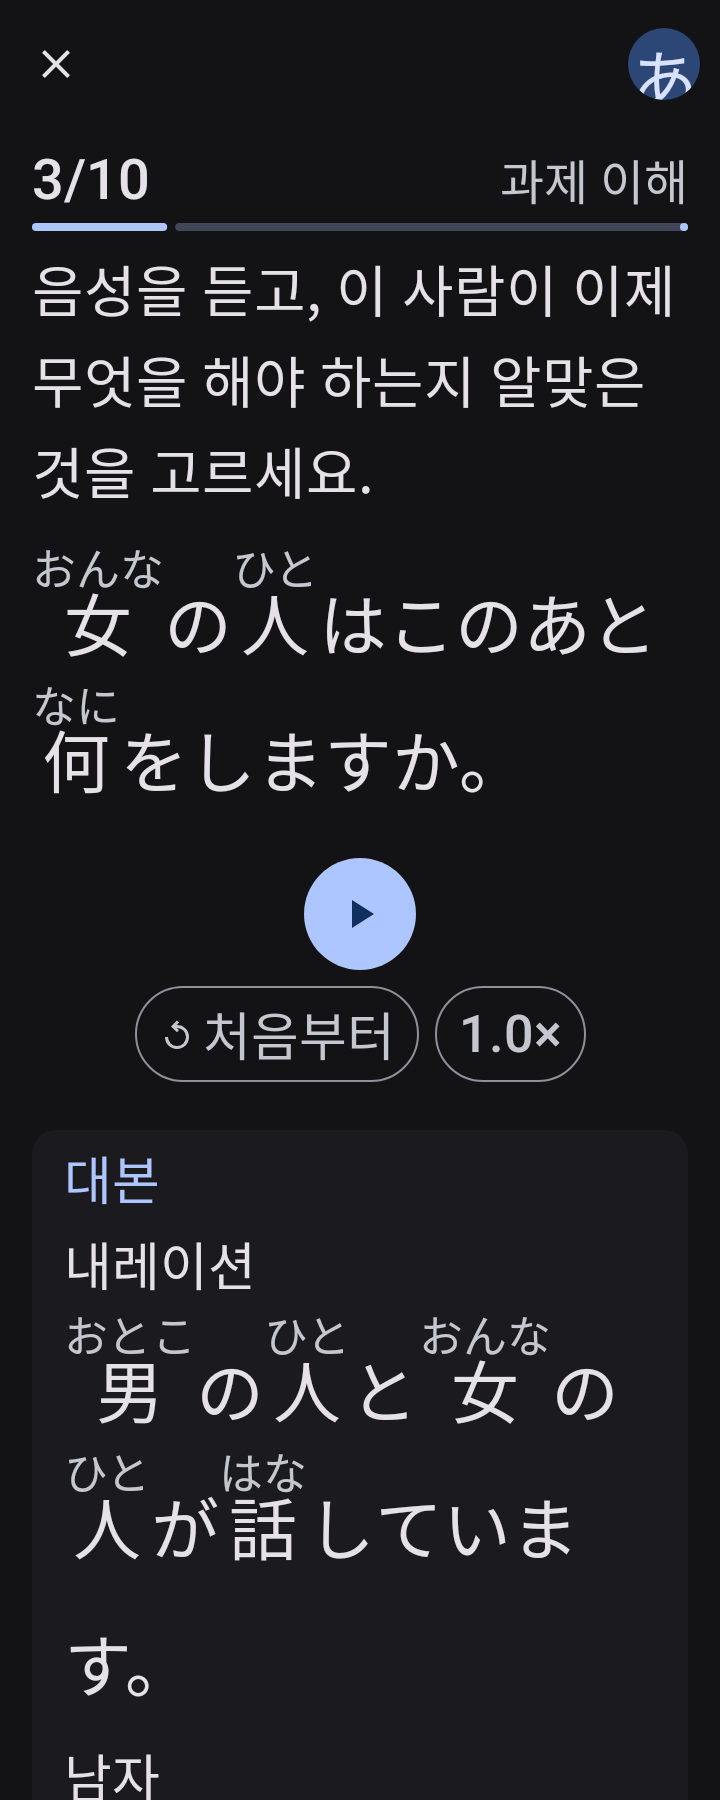 あ
3/10
과제 이해
음성을 듣고, 이 사람이 이제
무엇을 해야 하는지 알맞은
것을 고르세요.
おんな ひと
女の人はこのあと
なに
何をしますか。
처음부터
1.0×
대본
내레이션
おとこ ひと おんな
男の人と女の
ひと はな
人が話していま
す。
남자